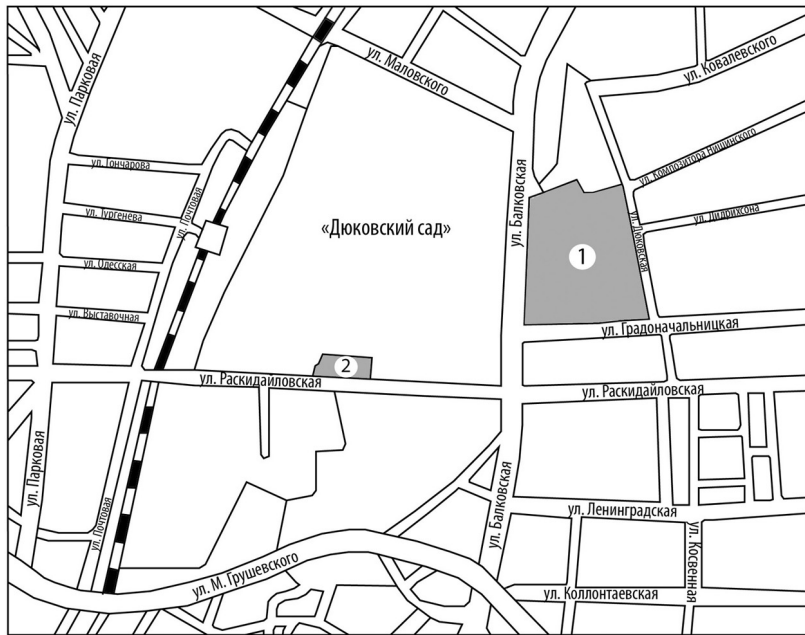 ул. Парковая
ул. Маловского
ул. Ковалевского
ул. Гончарова
ул. Почтовая
ул. Тургенева
ул. Одесская
ул. Выставочная
«Дюковский сад»
ул. Балковская
ул. Композитора Нищинского
ул. Лидрихсона
ул. Дюковская
1
ул. Градоначальницкая
2
ул. Раскидайловская
ул. Раскидайловская
ул. Парковая
ул. Почтовая
ул. Балковская
ул. Ленинградская
ул. Косвенная
ул. М. Грушевского
ул. Коллонтаевская